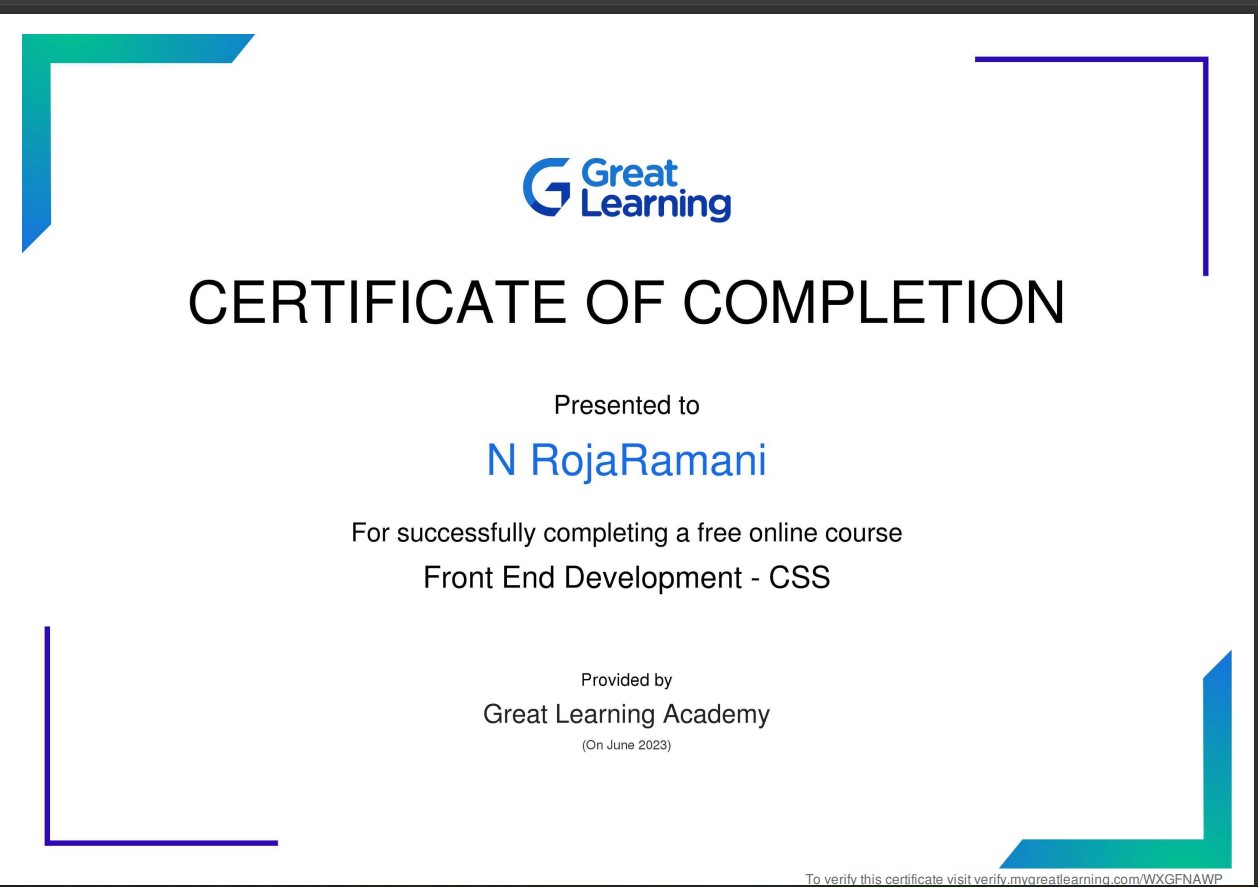 Great
Learning
CERTIFICATE OF COMPLETION
Presented to
N RojaRamani
For successfully completing a free online course
Front End Development - CSS
Provided by
Great Learning Academy
(On June 2023)
To verify this certificate visit verify.mygreatlearning.com/WXGFNAWP